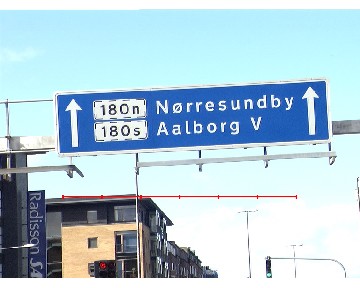 180n Nørresundby
180s Aalborg V
Radisson